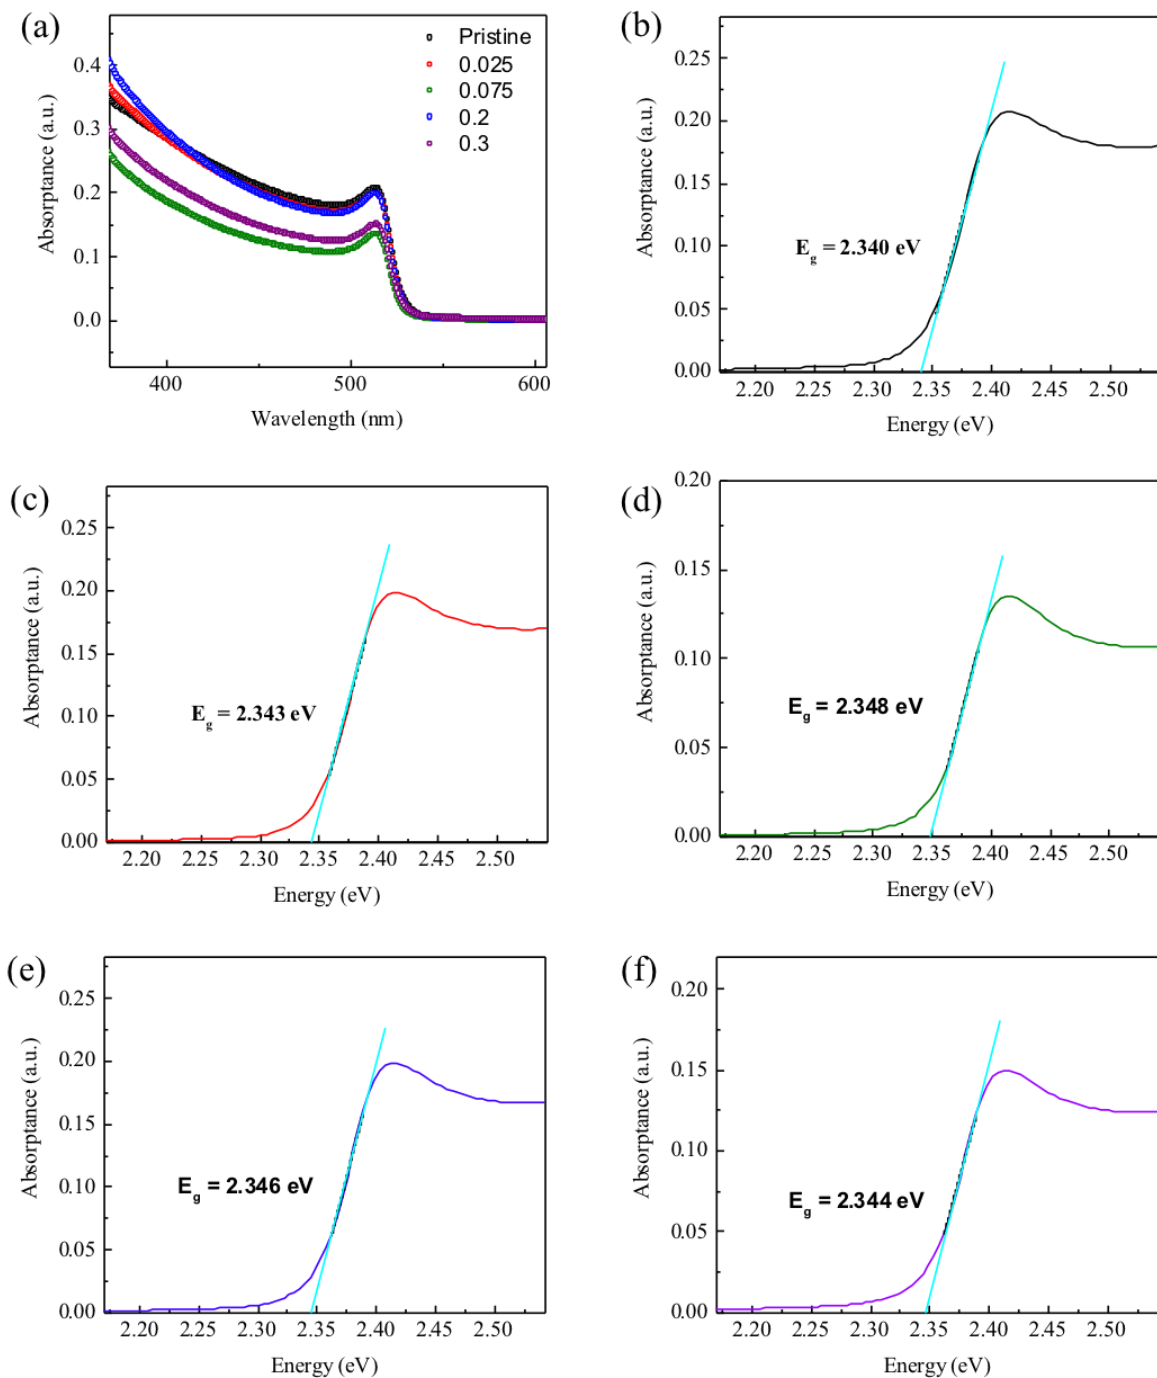 (a)
Pristine
0.025
0.075
0.2
0.3
0.4
0.3
0.2
0.1
0.0
Absorptance (a.u.)
400
500
600
Wavelength (nm)
(b)
0.25
0.20
0.15
0.10
0.05
0.00
Absorptance (a.u.)
E_g = 2.340 eV
2.20 2.25 2.30 2.35 2.40 2.45 2.50
Energy (eV)
(c)
0.25
0.20
0.15
0.10
0.05
0.00
Absorptance (a.u.)
E_g = 2.343 eV
2.20 2.25 2.30 2.35 2.40 2.45 2.50
Energy (eV)
(d)
0.20
0.15
0.10
0.05
0.00
Absorptance (a.u.)
E_g = 2.348 eV
2.20 2.25 2.30 2.35 2.40 2.45 2.50
Energy (eV)
(e)
0.25
0.20
0.15
0.10
0.05
0.00
Absorptance (a.u.)
E_g = 2.346 eV
2.20 2.25 2.30 2.35 2.40 2.45 2.50
Energy (eV)
(f)
0.20
0.15
0.10
0.05
0.00
Absorptance (a.u.)
E_g = 2.344 eV
2.20 2.25 2.30 2.35 2.40 2.45 2.50
Energy (eV)